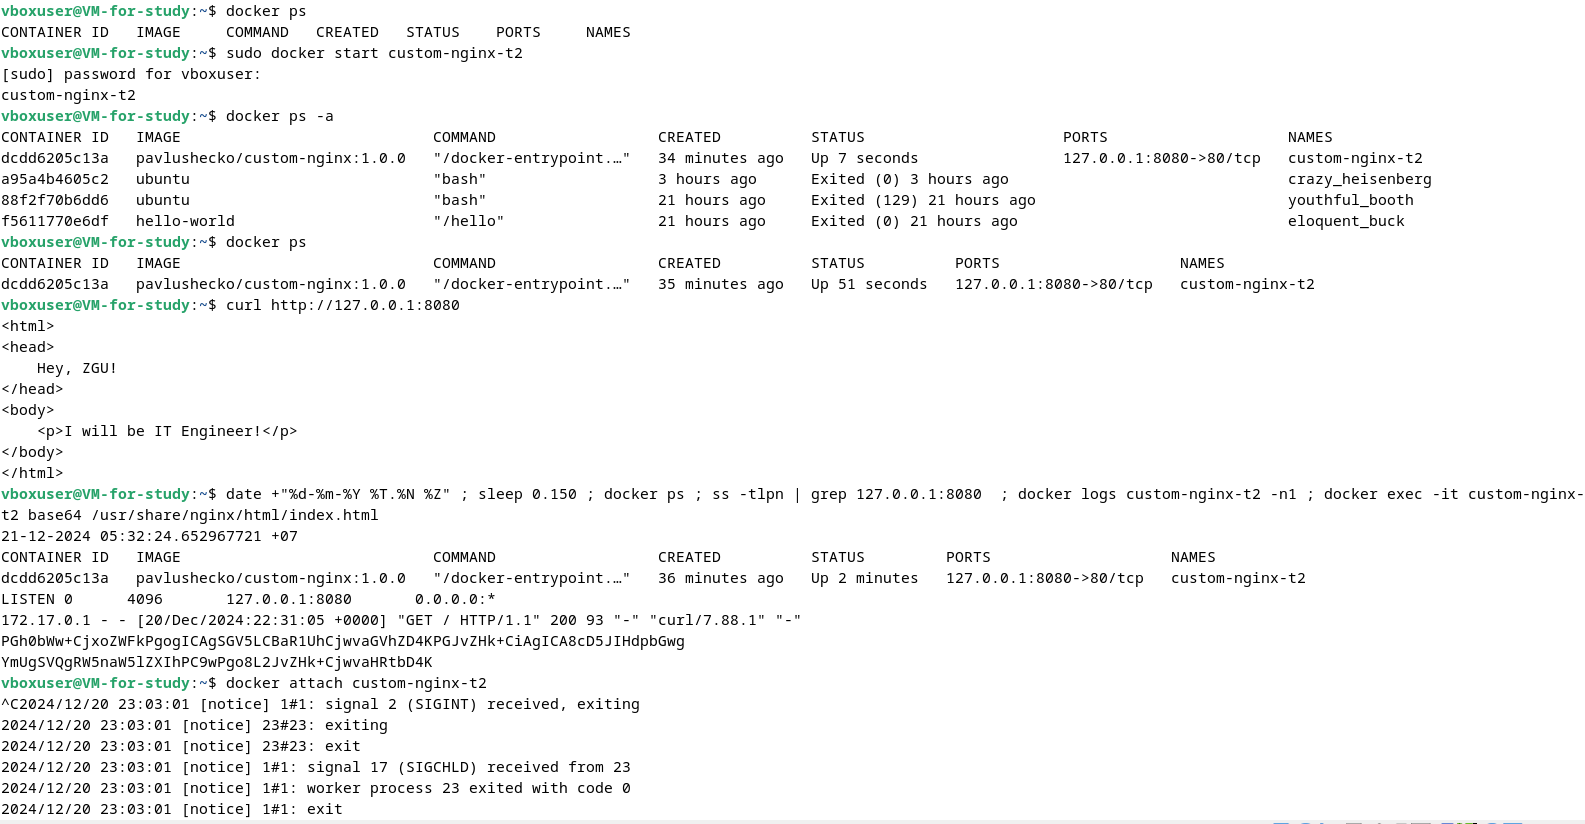 vboxuser@VM-for-study:~$ docker ps
CONTAINER ID   IMAGE     COMMAND   CREATED   STATUS    PORTS     NAMES
vboxuser@VM-for-study:~$ sudo docker start custom-nginx-t2
[sudo] password for vboxuser:
custom-nginx-t2
vboxuser@VM-for-study:~$ docker ps -a
CONTAINER ID   IMAGE                            COMMAND                  CREATED          STATUS                      PORTS                    NAMES
dcdd6205c13a   pavlushecko/custom-nginx:1.0.0   "/docker-entrypoint.…"   34 minutes ago   Up 7 seconds                127.0.0.1:8080->80/tcp   custom-nginx-t2
a95a4b4605c2   ubuntu                           "bash"                   3 hours ago      Exited (0) 3 hours ago                               crazy_heisenberg
88f2f70b6dd6   ubuntu                           "bash"                   21 hours ago     Exited (129) 21 hours ago                            youthful_booth
f5611770e6df   hello-world                      "/hello"                 21 hours ago     Exited (0) 21 hours ago                              eloquent_buck
vboxuser@VM-for-study:~$ docker ps
CONTAINER ID   IMAGE                            COMMAND                  CREATED          STATUS          PORTS                    NAMES
dcdd6205c13a   pavlushecko/custom-nginx:1.0.0   "/docker-entrypoint.…"   35 minutes ago   Up 51 seconds   127.0.0.1:8080->80/tcp   custom-nginx-t2
vboxuser@VM-for-study:~$ curl http://127.0.0.1:8080
<html>
<head>
    Hey, ZGU!
</head>
<body>
    <p>I will be IT Engineer!</p>
</body>
</html>
vboxuser@VM-for-study:~$ date +"%d-%m-%Y %T.%N %Z" ; sleep 0.150 ; docker ps ; ss -tlpn | grep 127.0.0.1:8080  ; docker logs custom-nginx-t2 -n1 ; docker exec -it custom-nginx-
t2 base64 /usr/share/nginx/html/index.html
21-12-2024 05:32:24.652967721 +07
CONTAINER ID   IMAGE                            COMMAND                  CREATED          STATUS         PORTS                    NAMES
dcdd6205c13a   pavlushecko/custom-nginx:1.0.0   "/docker-entrypoint.…"   36 minutes ago   Up 2 minutes   127.0.0.1:8080->80/tcp   custom-nginx-t2
LISTEN 0      4096       127.0.0.1:8080       0.0.0.0:*
172.17.0.1 - - [20/Dec/2024:22:31:05 +0000] "GET / HTTP/1.1" 200 93 "-" "curl/7.88.1" "-"
PGh0bWw+CjxoZWFkPgogICAgSGV5LCBaR1UhCjwvaGVhZD4KPGJvZHk+CiAgICA8cD5JIHdpbGwg
YmUgSVQgRW5naW5lZXIhPC9wPgo8L2JvZHk+CjwvaHRtbD4K
vboxuser@VM-for-study:~$ docker attach custom-nginx-t2
^C2024/12/20 23:03:01 [notice] 1#1: signal 2 (SIGINT) received, exiting
2024/12/20 23:03:01 [notice] 23#23: exiting
2024/12/20 23:03:01 [notice] 23#23: exit
2024/12/20 23:03:01 [notice] 1#1: signal 17 (SIGCHLD) received from 23
2024/12/20 23:03:01 [notice] 1#1: worker process 23 exited with code 0
2024/12/20 23:03:01 [notice] 1#1: exit